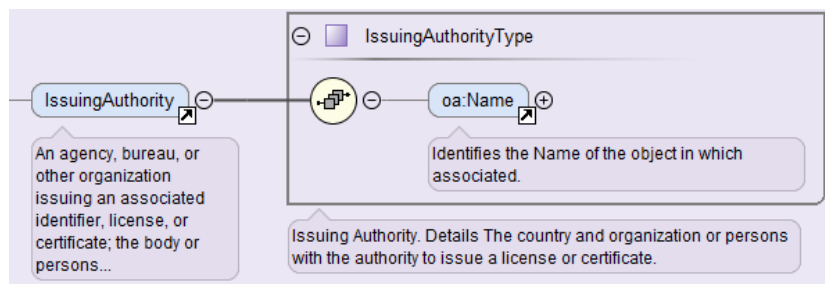 IssuingAuthorityType
IssuingAuthority
oa:Name
An agency, bureau, or
other organization
issuing an associated
identifier, license, or
certificate; the body or
persons...
Identifies the Name of the object in which
associated.
Issuing Authority. Details The country and organization or persons
with the authority to issue a license or certificate.